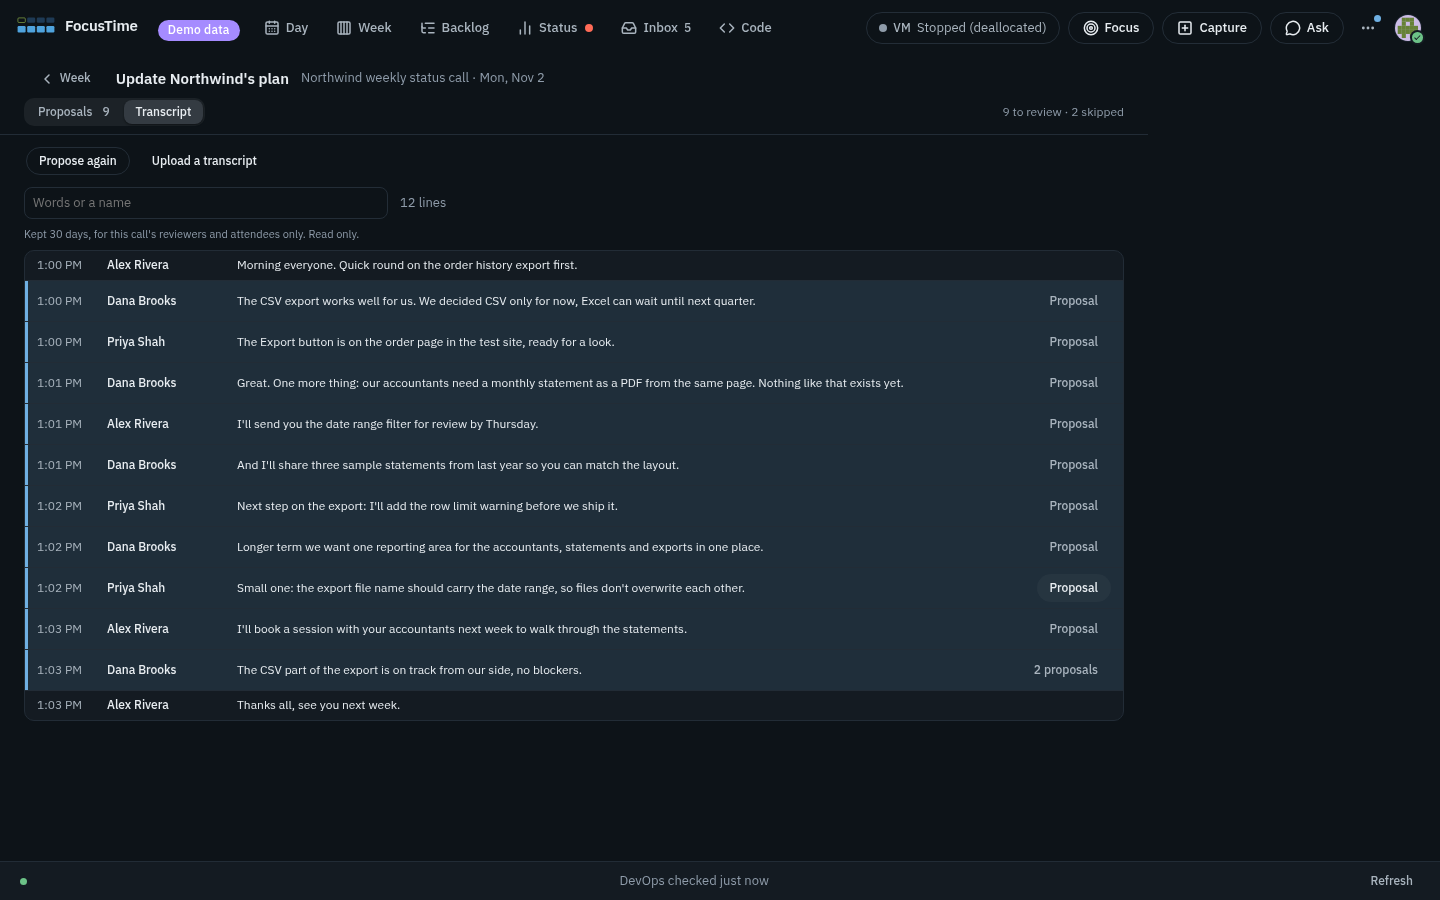 FocusTime Demo data Day Week Backlog Status Inbox 5 Code VM Stopped (deallocated) Focus Capture Ask
Week Update Northwind's plan Northwind weekly status call · Mon, Nov 2
Proposals 9 Transcript 9 to review · 2 skipped
Propose again Upload a transcript
Words or a name 12 lines
Kept 30 days, for this call's reviewers and attendees only. Read only.
1:00 PM Alex Rivera Morning everyone. Quick round on the order history export first.
1:00 PM Dana Brooks The CSV export works well for us. We decided CSV only for now, Excel can wait until next quarter. Proposal
1:00 PM Priya Shah The Export button is on the order page in the test site, ready for a look. Proposal
1:01 PM Dana Brooks Great. One more thing: our accountants need a monthly statement as a PDF from the same page. Nothing like that exists yet. Proposal
1:01 PM Alex Rivera I'll send you the date range filter for review by Thursday. Proposal
1:01 PM Dana Brooks And I'll share three sample statements from last year so you can match the layout. Proposal
1:02 PM Priya Shah Next step on the export: I'll add the row limit warning before we ship it. Proposal
1:02 PM Dana Brooks Longer term we want one reporting area for the accountants, statements and exports in one place. Proposal
1:02 PM Priya Shah Small one: the export file name should carry the date range, so files don't overwrite each other. Proposal
1:03 PM Alex Rivera I'll book a session with your accountants next week to walk through the statements. Proposal
1:03 PM Dana Brooks The CSV part of the export is on track from our side, no blockers. 2 proposals
1:03 PM Alex Rivera Thanks all, see you next week.
DevOps checked just now Refresh